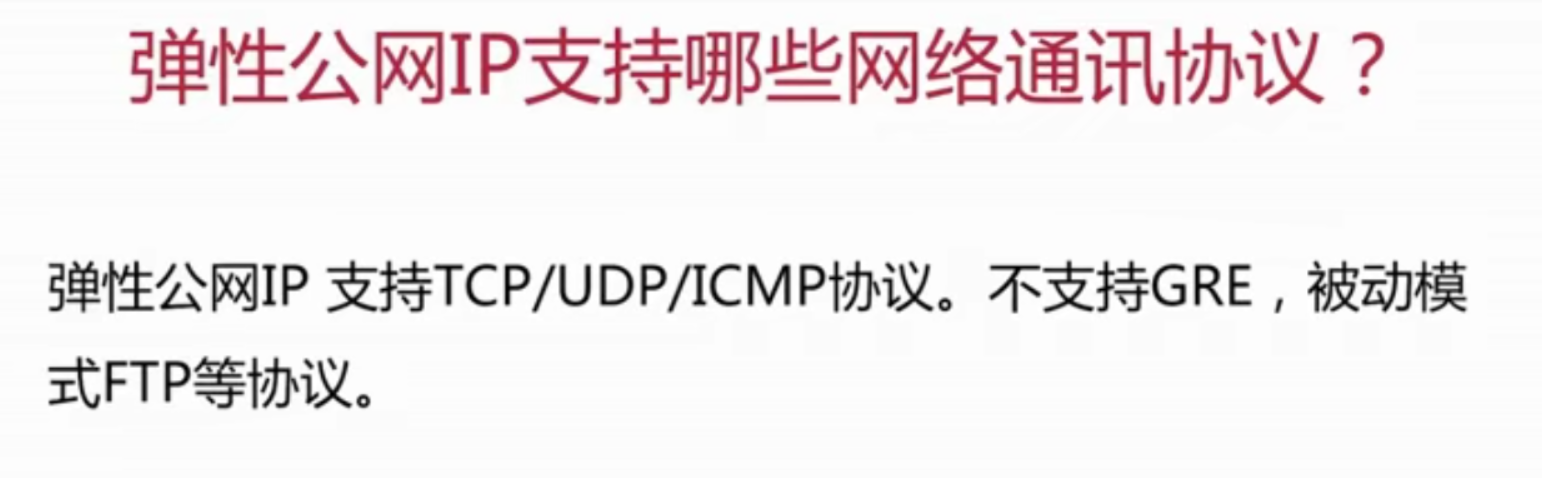 弹性公网IP支持哪些网络通讯协议？
弹性公网IP 支持TCP/UDP/ICMP协议。不支持GRE，被动模
式FTP等协议。